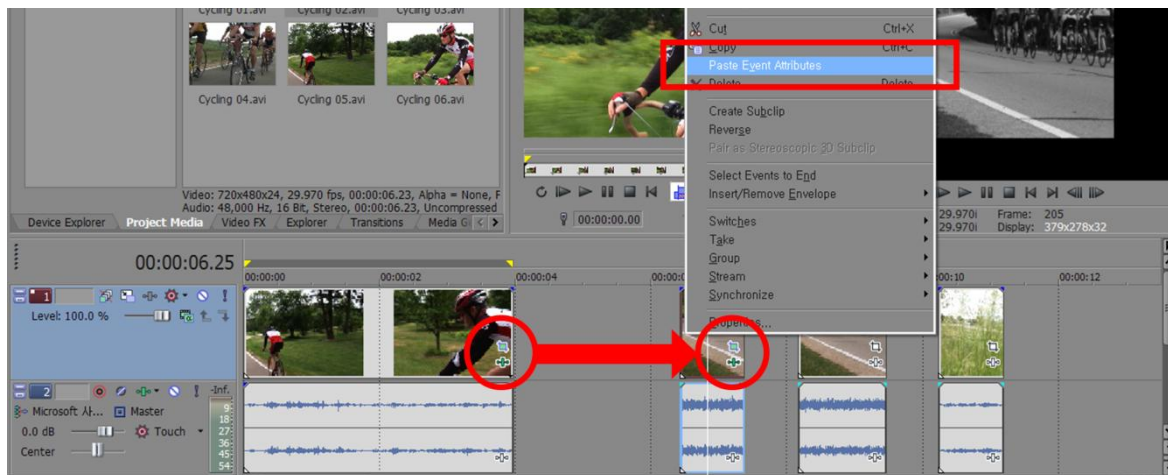 Cycling 01.avi Cycling 02.avi Cycling 03.avi
Cycling 04.avi Cycling 05.avi Cycling 06.avi
Video: 720x480x24, 29.970 fps, 00:00:06.23, Alpha = None, F
Audio: 48,000 Hz, 16 Bit, Stereo, 00:00:06.23, Uncompressed
Device Explorer Project Media Video FX Explorer Transitions Media G
00:00:00.00
Cut Ctrl+X
Copy Ctrl+C
Paste Event Attributes
Delete Delete
Create Subclip
Reverse
Pair as Stereoscopic 3D Subclip
Select Events to End
Insert/Remove Envelope
Switches
Take
Group
Stream
Synchronize
Properties...
29.970i Frame: 205
29.970i Display: 379x278x32
00:00:06.25
00:00:00 00:00:02 00:00:04 00:00:0 00:10 00:00:12
1
Level: 100.0 %
2 -Inf.
Microsoft 사... Master
0.0 dB Touch
Center
9
18
27
36
45
54